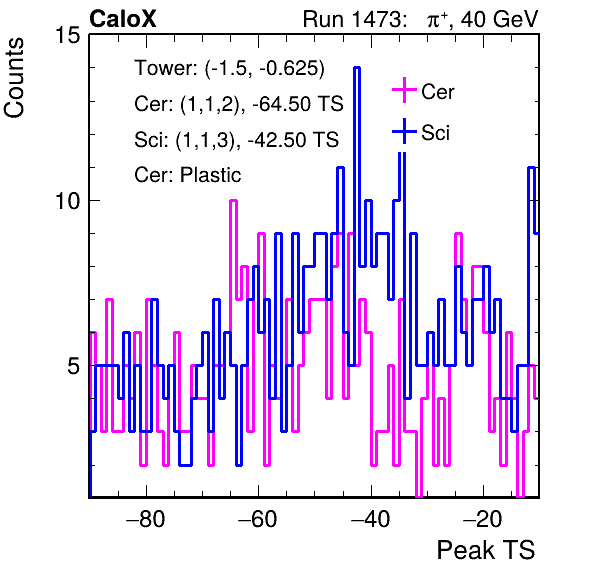 CaloX Run 1473: π⁺, 40 GeV
Counts
15
Tower: (-1.5, -0.625)
Cer: (1,1,2), -64.50 TS
Sci: (1,1,3), -42.50 TS
Cer: Plastic
Cer
Sci
10
5
−80 −60 −40 −20
Peak TS